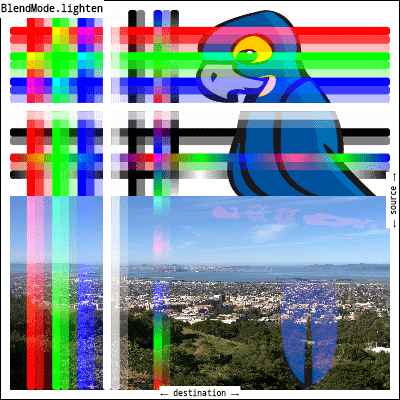 BlendMode.lighten
← source →
← destination →